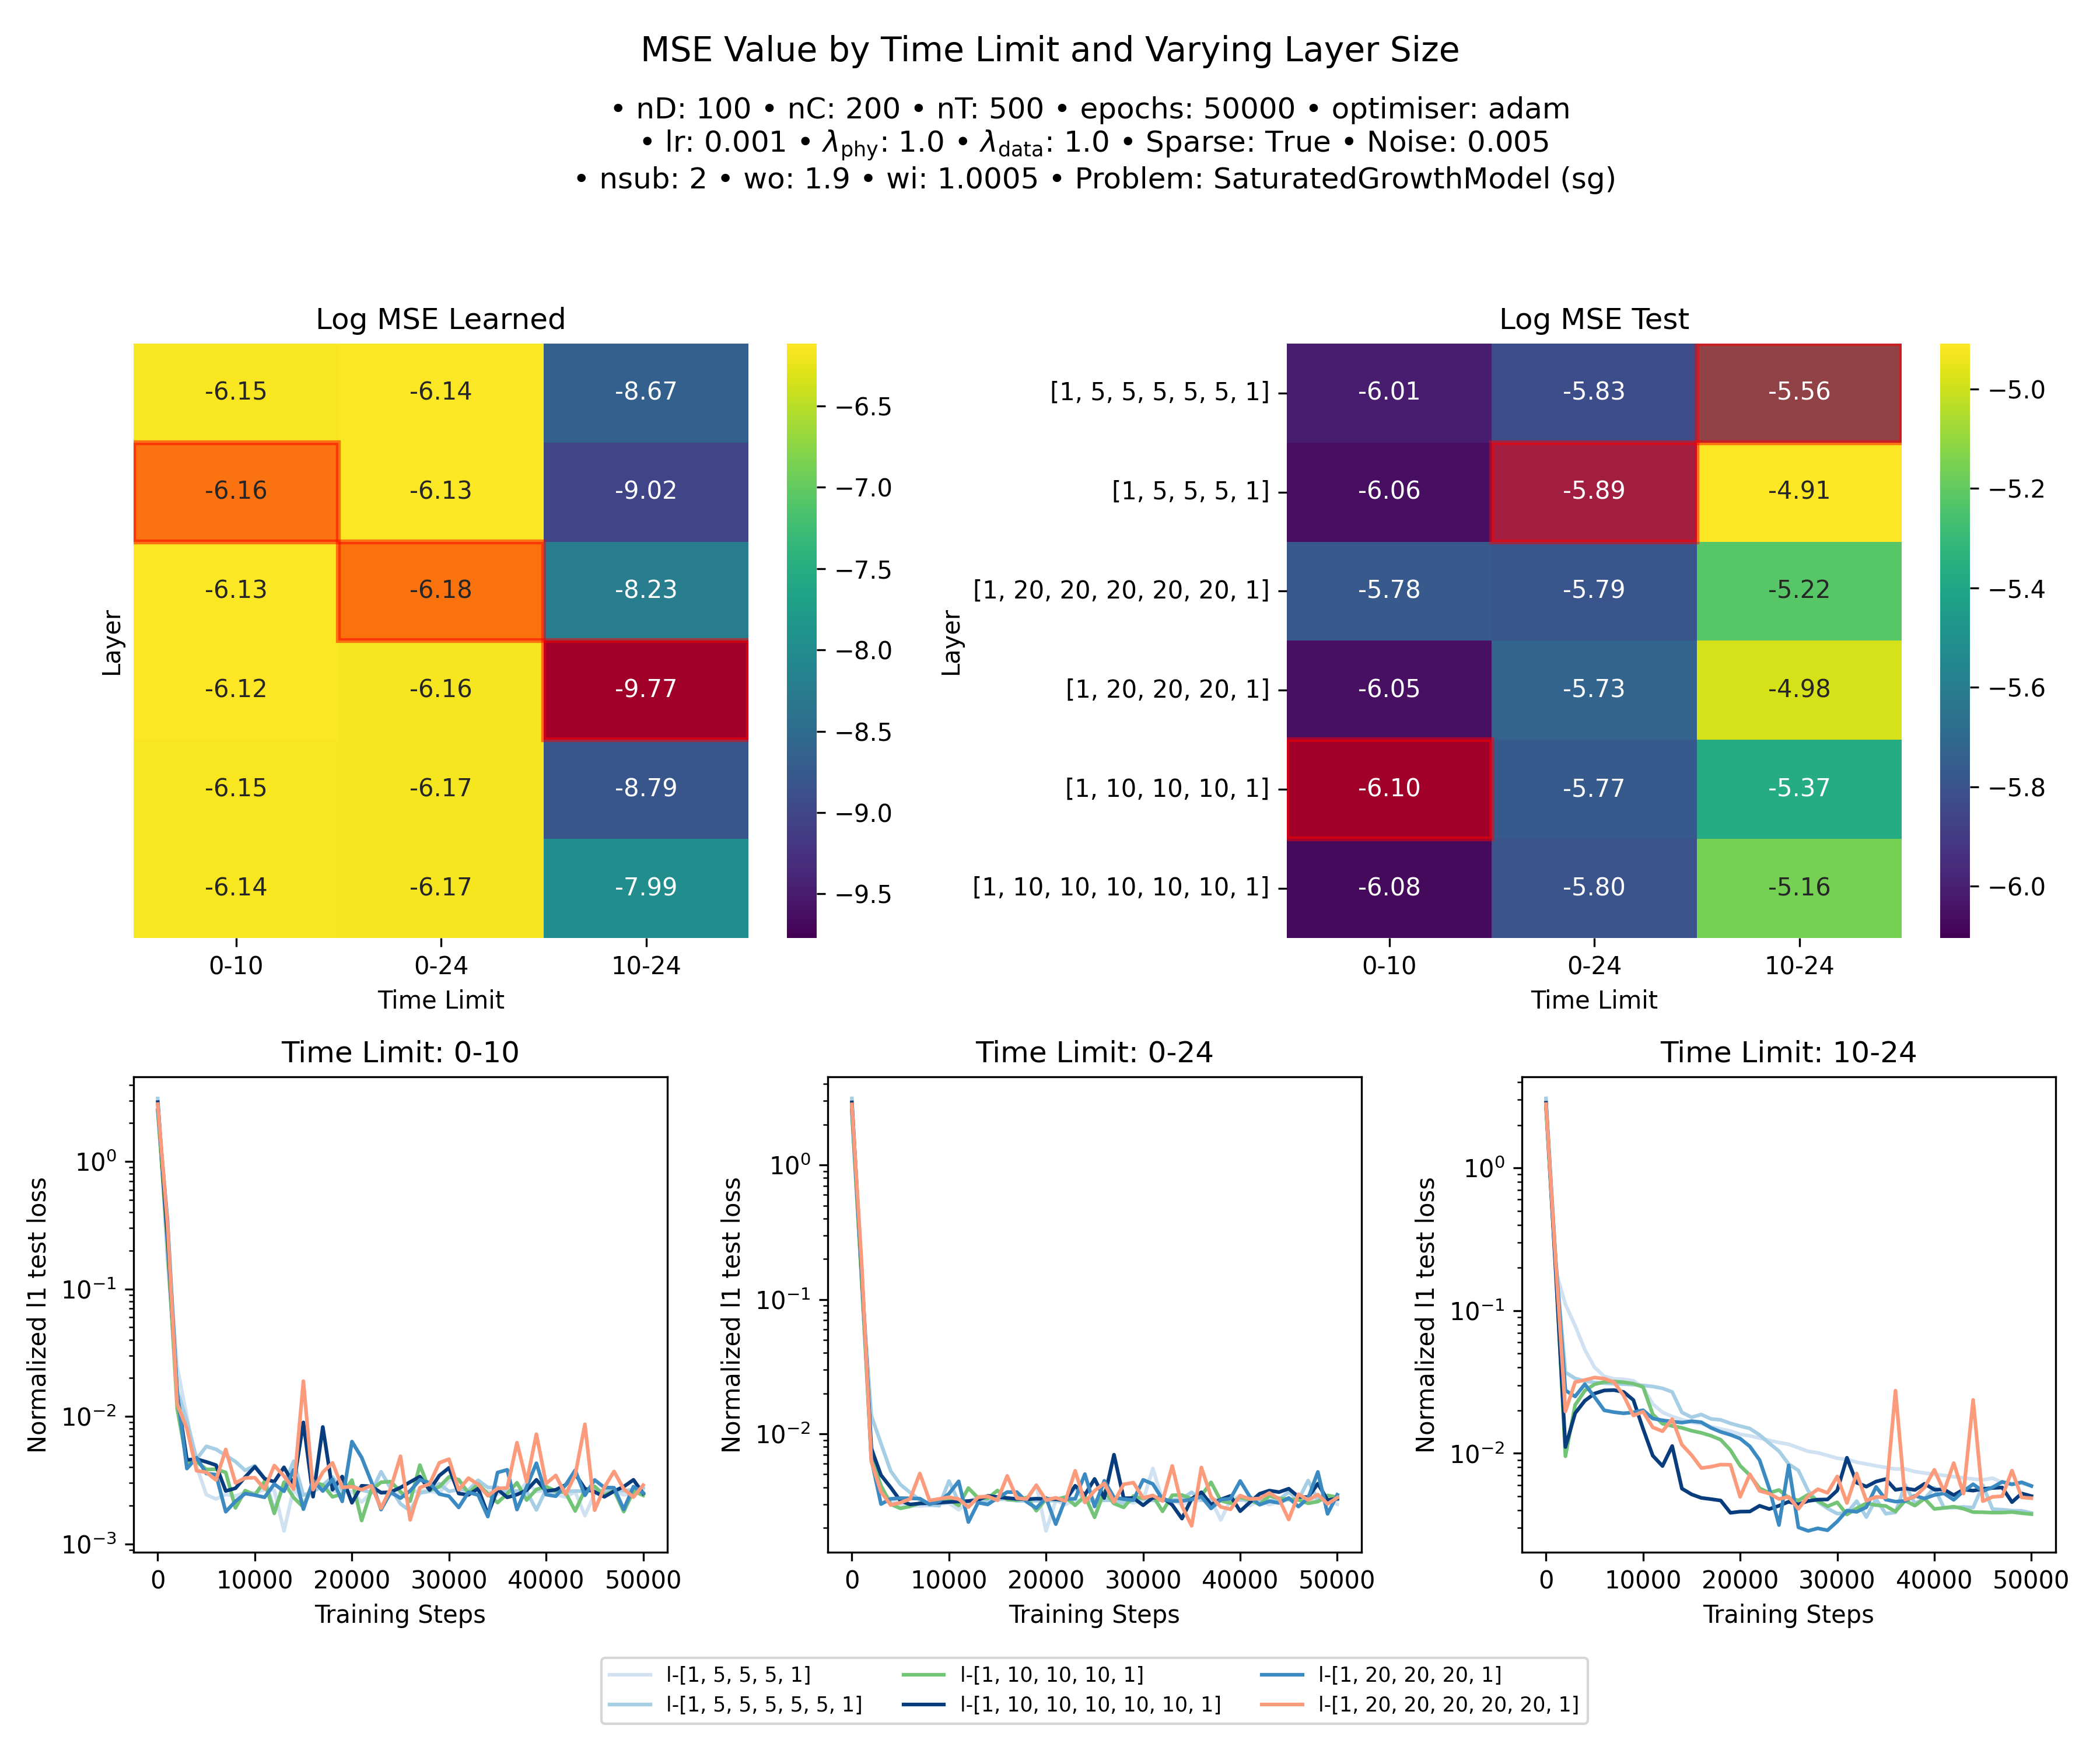 MSE Value by Time Limit and Varying Layer Size
• nD: 100 • nC: 200 • nT: 500 • epochs: 50000 • optimiser: adam
• lr: 0.001 • λphy: 1.0 • λdata: 1.0 • Sparse: True • Noise: 0.005
• nsub: 2 • wo: 1.9 • wi: 1.0005 • Problem: SaturatedGrowthModel (sg)
Log MSE Learned
Layer
-6.15 -6.14 -8.67
-6.16 -6.13 -9.02
-6.13 -6.18 -8.23
-6.12 -6.16 -9.77
-6.15 -6.17 -8.79
-6.14 -6.17 -7.99
0-10 0-24 10-24
Time Limit
−6.5
−7.0
−7.5
−8.0
−8.5
−9.0
−9.5
Log MSE Test
Layer
[1, 5, 5, 5, 5, 5, 1] -6.01 -5.83 -5.56
[1, 5, 5, 5, 1] -6.06 -5.89 -4.91
[1, 20, 20, 20, 20, 20, 1] -5.78 -5.79 -5.22
[1, 20, 20, 20, 1] -6.05 -5.73 -4.98
[1, 10, 10, 10, 1] -6.10 -5.77 -5.37
[1, 10, 10, 10, 10, 10, 1] -6.08 -5.80 -5.16
0-10 0-24 10-24
Time Limit
−5.0
−5.2
−5.4
−5.6
−5.8
−6.0
Time Limit: 0-10
Normalized l1 test loss
10⁰
10⁻¹
10⁻²
10⁻³
0 10000 20000 30000 40000 50000
Training Steps
Time Limit: 0-24
Normalized l1 test loss
10⁰
10⁻¹
10⁻²
0 10000 20000 30000 40000 50000
Training Steps
Time Limit: 10-24
Normalized l1 test loss
10⁰
10⁻¹
10⁻²
0 10000 20000 30000 40000 50000
Training Steps
l-[1, 5, 5, 5, 1] l-[1, 10, 10, 10, 1] l-[1, 20, 20, 20, 1]
l-[1, 5, 5, 5, 5, 5, 1] l-[1, 10, 10, 10, 10, 10, 1] l-[1, 20, 20, 20, 20, 20, 1]